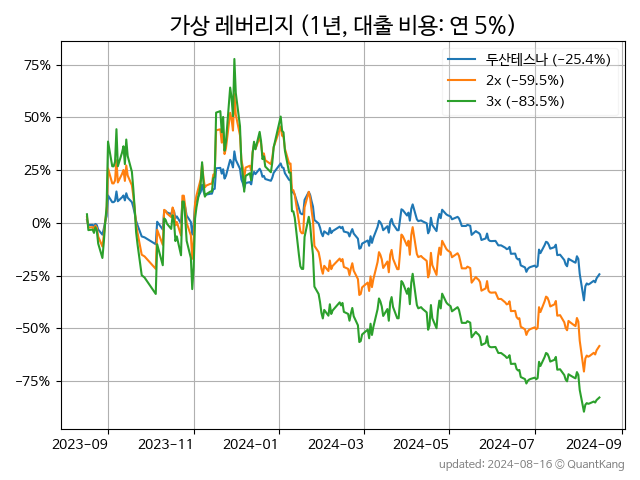 가상 레버리지 (1년, 대출 비용: 연 5%)
두산테스나 (-25.4%)
2x (-59.5%)
3x (-83.5%)
75%
50%
25%
0%
-25%
-50%
-75%
2023-09 2023-11 2024-01 2024-03 2024-05 2024-07 2024-09
updated: 2024-08-16 © QuantKang